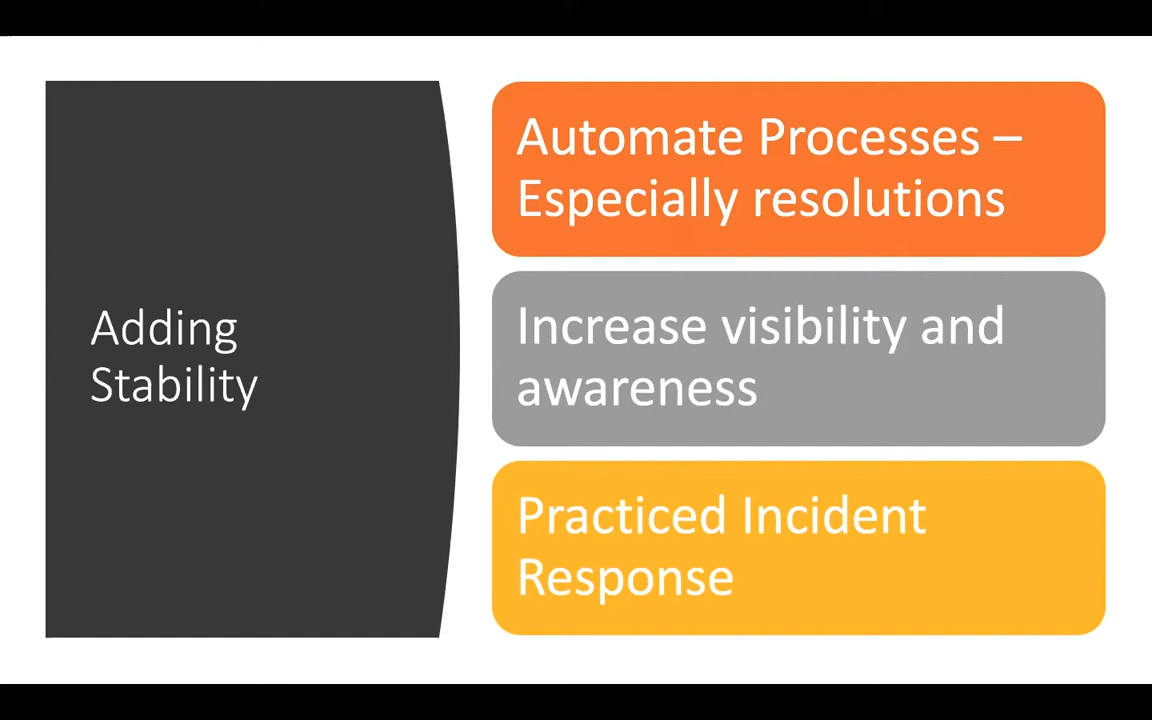 Adding
Stability
Automate Processes –
Especially resolutions
Increase visibility and
awareness
Practiced Incident
Response